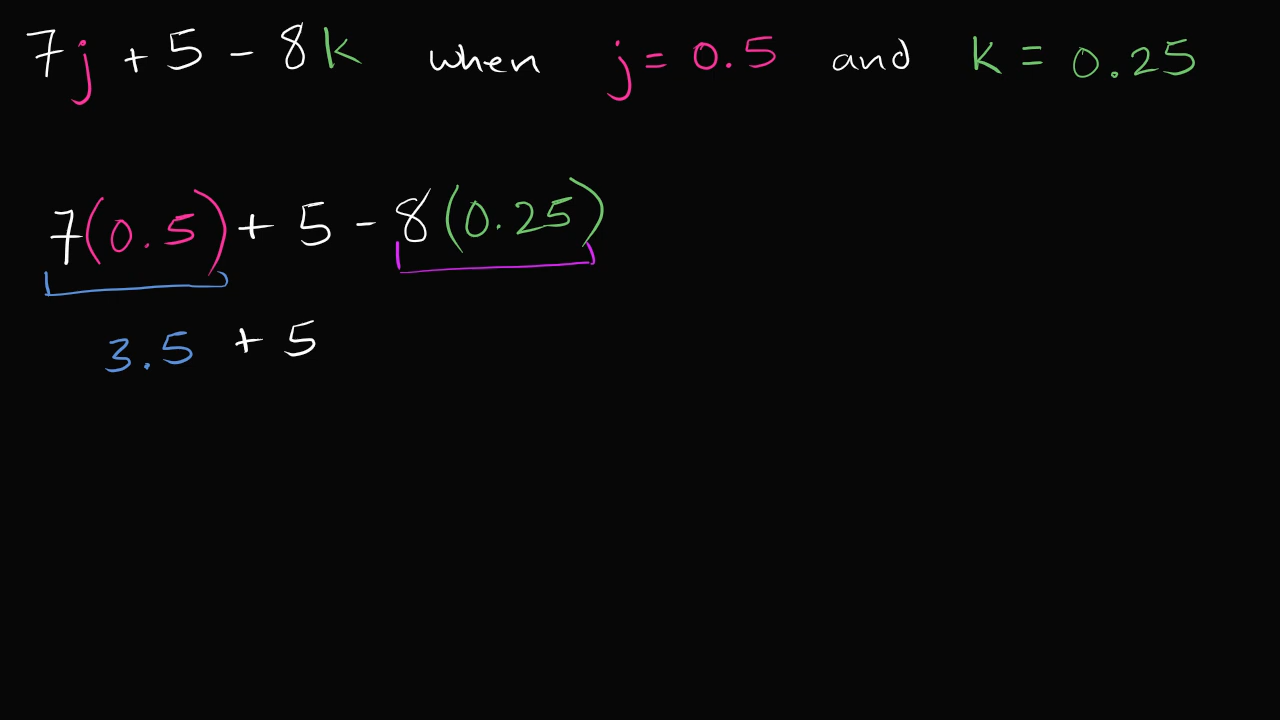 7j + 5 - 8k when j = 0.5 and k = 0.25
7(0.5) + 5 - 8(0.25)
3.5 + 5